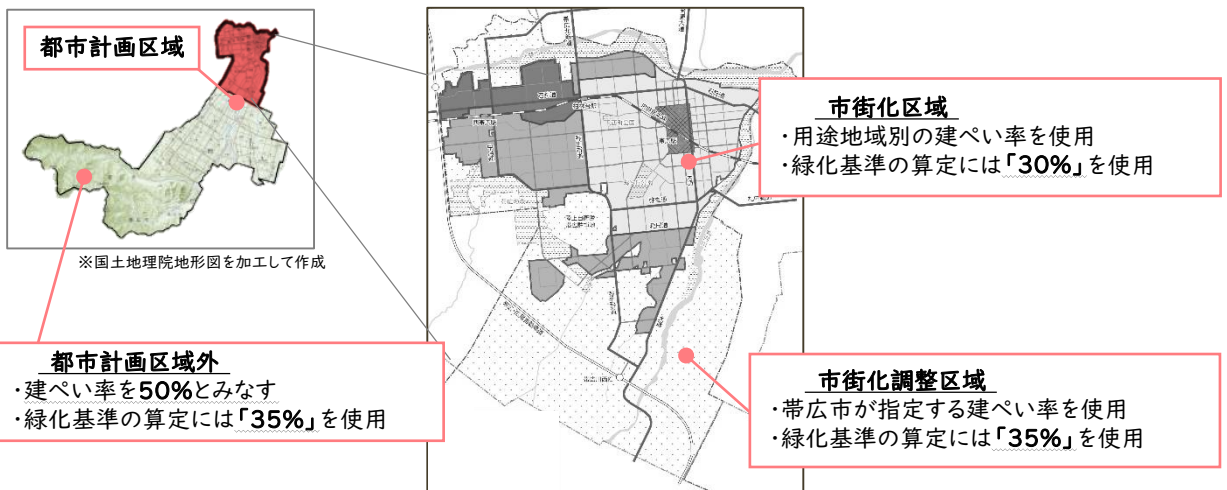 都市計画区域
※国土地理院地形図を加工して作成
都市計画区域外
・建ぺい率を50%とみなす
・緑化基準の算定には「35%」を使用
市街化区域
・用途地域別の建ぺい率を使用
・緑化基準の算定には「30%」を使用
市街化調整区域
・帯広市が指定する建ぺい率を使用
・緑化基準の算定には「35%」を使用